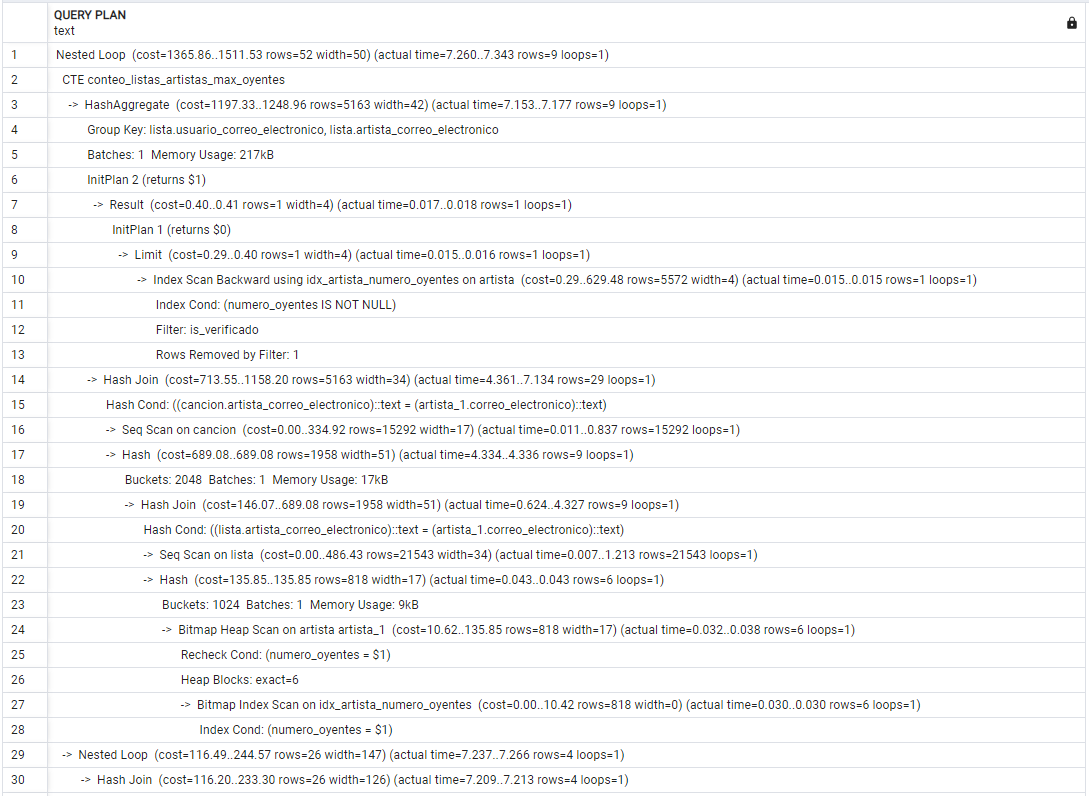 QUERY PLAN
text
1 Nested Loop (cost=1365.86..1511.53 rows=52 width=50) (actual time=7.260..7.343 rows=9 loops=1)
2 CTE conteo_listas_artistas_max_oyentes
3 -> HashAggregate (cost=1197.33..1248.96 rows=5163 width=42) (actual time=7.153..7.177 rows=9 loops=1)
4 Group Key: lista.usuario_correo_electronico, lista.artista_correo_electronico
5 Batches: 1 Memory Usage: 217kB
6 InitPlan 2 (returns $1)
7 -> Result (cost=0.40..0.41 rows=1 width=4) (actual time=0.017..0.018 rows=1 loops=1)
8 InitPlan 1 (returns $0)
9 -> Limit (cost=0.29..0.40 rows=1 width=4) (actual time=0.015..0.016 rows=1 loops=1)
10 -> Index Scan Backward using idx_artista_numero_oyentes on artista (cost=0.29..629.48 rows=5572 width=4) (actual time=0.015..0.015 rows=1 loops=1)
11 Index Cond: (numero_oyentes IS NOT NULL)
12 Filter: is_verificado
13 Rows Removed by Filter: 1
14 -> Hash Join (cost=713.55..1158.20 rows=5163 width=34) (actual time=4.361..7.134 rows=29 loops=1)
15 Hash Cond: ((cancion.artista_correo_electronico)::text = (artista_1.correo_electronico)::text)
16 -> Seq Scan on cancion (cost=0.00..334.92 rows=15292 width=17) (actual time=0.011..0.837 rows=15292 loops=1)
17 -> Hash (cost=689.08..689.08 rows=1958 width=51) (actual time=4.334..4.336 rows=9 loops=1)
18 Buckets: 2048 Batches: 1 Memory Usage: 17kB
19 -> Hash Join (cost=146.07..689.08 rows=1958 width=51) (actual time=0.624..4.327 rows=9 loops=1)
20 Hash Cond: ((lista.artista_correo_electronico)::text = (artista_1.correo_electronico)::text)
21 -> Seq Scan on lista (cost=0.00..486.43 rows=21543 width=34) (actual time=0.007..1.213 rows=21543 loops=1)
22 -> Hash (cost=135.85..135.85 rows=818 width=17) (actual time=0.043..0.043 rows=6 loops=1)
23 Buckets: 1024 Batches: 1 Memory Usage: 9kB
24 -> Bitmap Heap Scan on artista artista_1 (cost=10.62..135.85 rows=818 width=17) (actual time=0.032..0.038 rows=6 loops=1)
25 Recheck Cond: (numero_oyentes = $1)
26 Heap Blocks: exact=6
27 -> Bitmap Index Scan on idx_artista_numero_oyentes (cost=0.00..10.42 rows=818 width=0) (actual time=0.030..0.030 rows=6 loops=1)
28 Index Cond: (numero_oyentes = $1)
29 -> Nested Loop (cost=116.49..244.57 rows=26 width=147) (actual time=7.237..7.266 rows=4 loops=1)
30 -> Hash Join (cost=116.20..233.30 rows=26 width=126) (actual time=7.209..7.213 rows=4 loops=1)